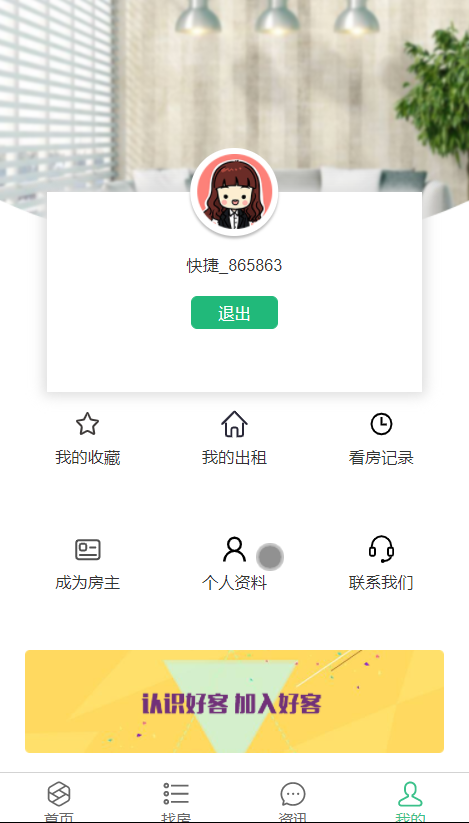 快捷_865863
退出
我的收藏 我的出租 看房记录
成为房主 个人资料 联系我们
认识好客 加入好客
首页 找房 资讯 我的